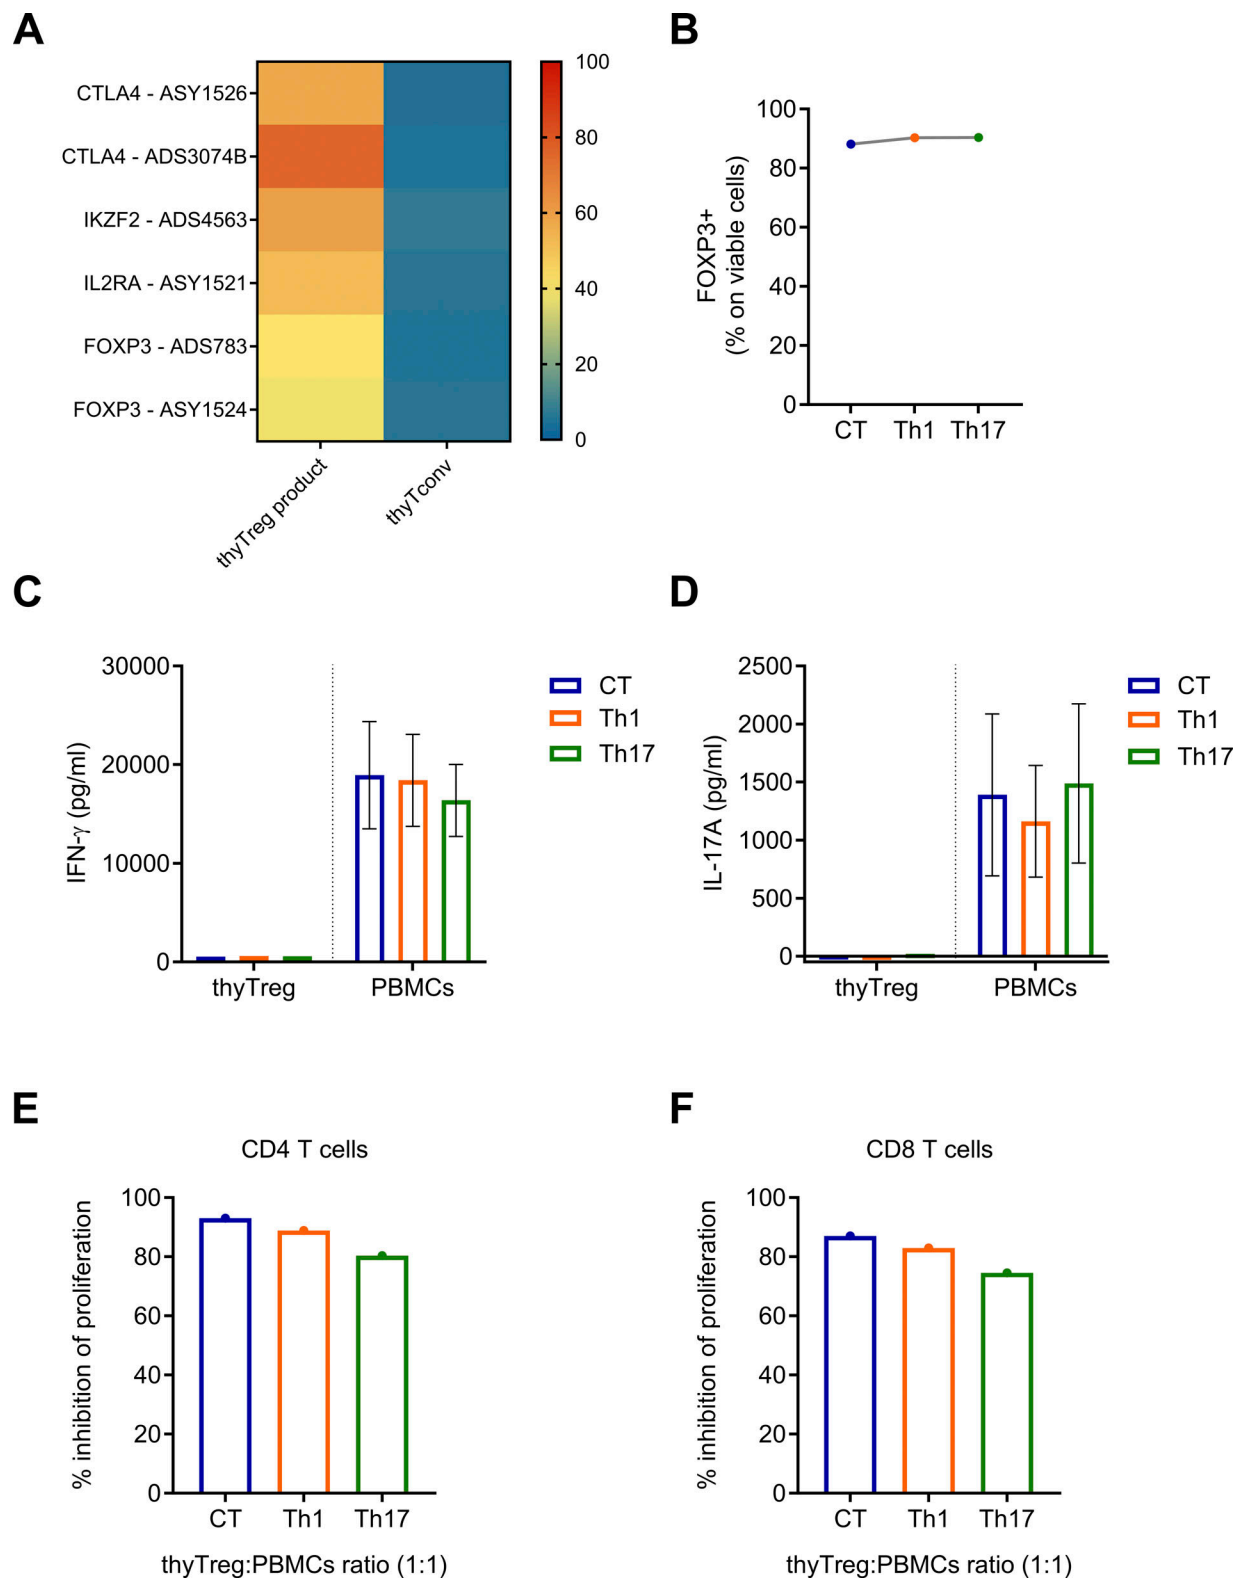 A
CTLA4 - ASY1526
CTLA4 - ADS3074B
IKZF2 - ADS4563
IL2RA - ASY1521
FOXP3 - ADS783
FOXP3 - ASY1524
thyTreg product
thyTconv
100
80
60
40
20
0
B
FOXP3+
(% on viable cells)
100
80
60
40
20
0
CT Th1 Th17
C
IFN-γ (pg/ml)
30000
20000
10000
0
thyTreg PBMCs
CT
Th1
Th17
D
IL-17A (pg/ml)
2500
2000
1500
1000
500
0
thyTreg PBMCs
CT
Th1
Th17
E
CD4 T cells
% inhibition of proliferation
100
80
60
40
20
0
CT Th1 Th17
thyTreg:PBMCs ratio (1:1)
F
CD8 T cells
% inhibition of proliferation
100
80
60
40
20
0
CT Th1 Th17
thyTreg:PBMCs ratio (1:1)